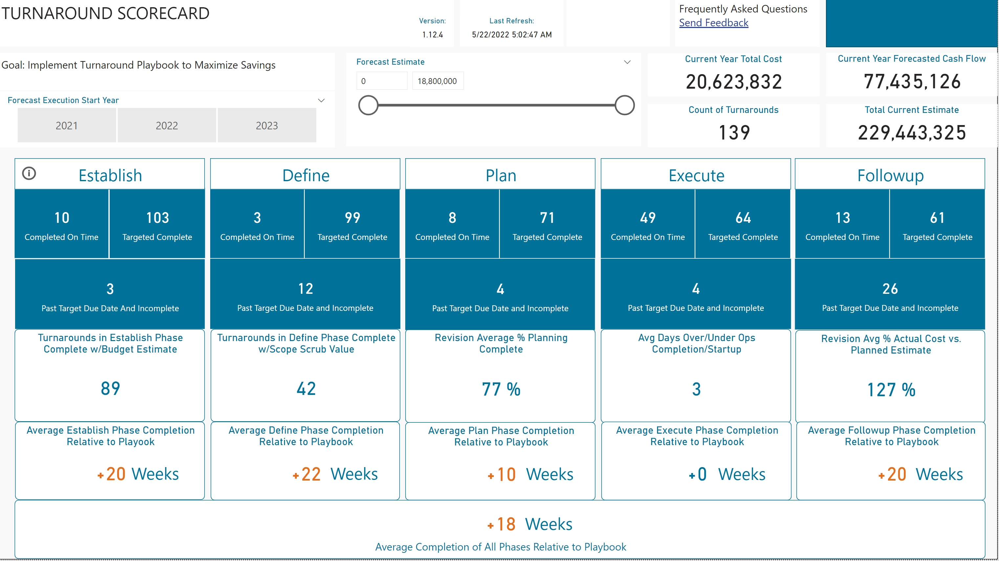 TURNAROUND SCORECARD
Version:
1.12.4
Last Refresh:
5/22/2022 5:02:47 AM
Frequently Asked Questions
Send Feedback
Goal: Implement Turnaround Playbook to Maximize Savings
Forecast Execution Start Year
2021
2022
2023
Forecast Estimate
0
18,800,000
Current Year Total Cost
20,623,832
Current Year Forecasted Cash Flow
77,435,126
Count of Turnarounds
139
Total Current Estimate
229,443,325
Establish
10
Completed On Time
103
Targeted Complete
3
Past Target Due Date And Incomplete
Turnarounds in Establish Phase
Complete w/Budget Estimate
89
Average Establish Phase Completion
Relative to Playook
+20 Weeks
Define
3
Completed On Time
99
Targeted Complete
12
Past Target Due Date and Incomplete
Turnarounds in Define Phase Complete
w/Scope Scrub Value
42
Average Define Phase Completion
Relative to Playbook
+22 Weeks
Plan
8
Completed On Time
71
Targeted Complete
4
Past Target Due Date and Incomplete
Revision Average % Planning
Complete
77 %
Average Plan Phase Completion
Relative to Playbook
+10 Weeks
Execute
49
Completed On Time
64
Targeted Complete
4
Past Target Due Date and Incomplete
Avg Days Over/Under Ops
Completion/Startup
3
Average Execute Phase Completion
Relative to Playbook
+0 Weeks
Followup
13
Completed On Time
61
Targeted Complete
26
Past Target Due Date and Incomplete
Revision Avg % Actual Cost vs.
Planned Estimate
127 %
Average Followup Phase Completion
Relative to Playbook
+20 Weeks
+18 Weeks
Average Completion of All Phases Relative to Playbook